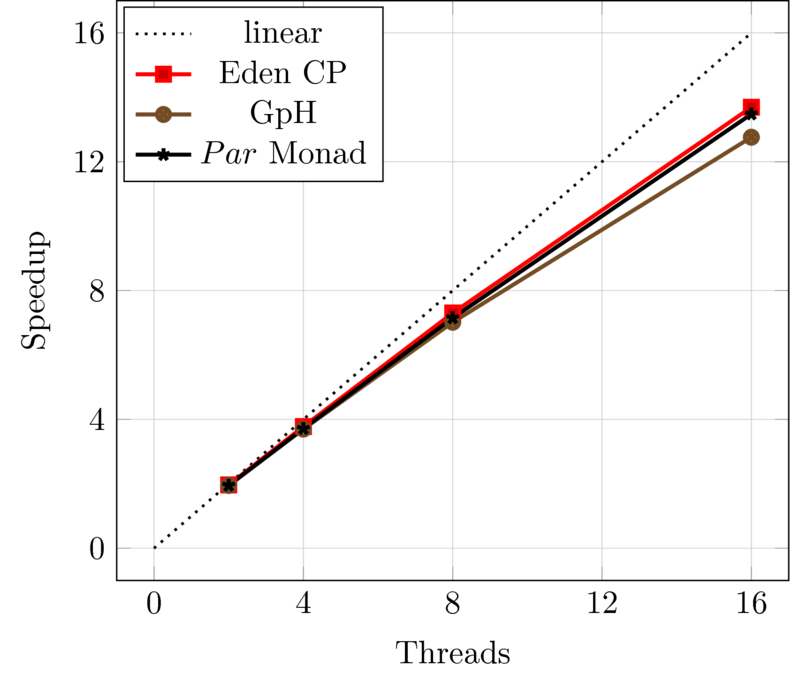 16
12
8
4
0
linear
Eden CP
GpH
Par Monad
Speedup
0 4 8 12 16
Threads